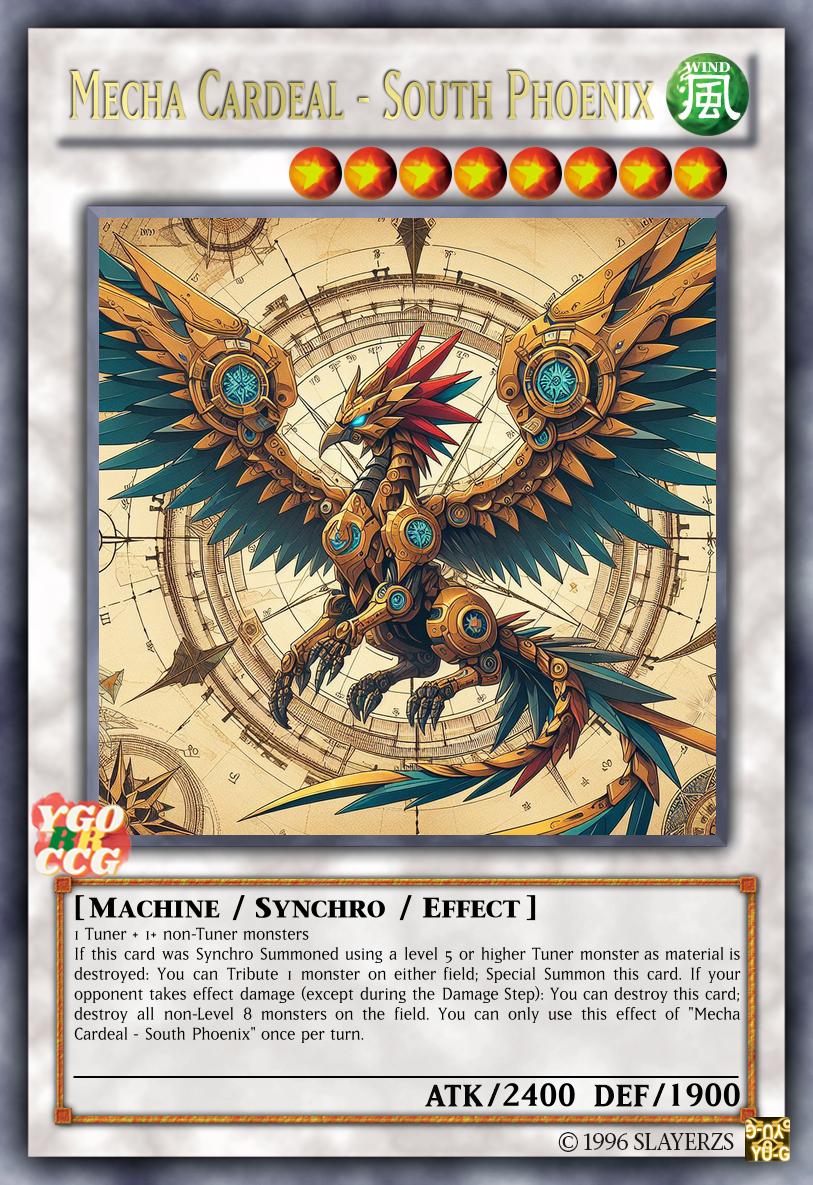 Mecha Cardeal - South Phoenix
WIND
風
[ Machine / Synchro / Effect ]
1 Tuner + 1+ non-Tuner monsters
If this card was Synchro Summoned using a level 5 or higher Tuner monster as material is
destroyed: You can Tribute 1 monster on either field; Special Summon this card. If your
opponent takes effect damage (except during the Damage Step): You can destroy this card;
destroy all non-Level 8 monsters on the field. You can only use this effect of "Mecha
Cardeal - South Phoenix" once per turn.
ATK/2400 DEF/1900
© 1996 SLAYERZS
YGO
BR
CCG
YU-G